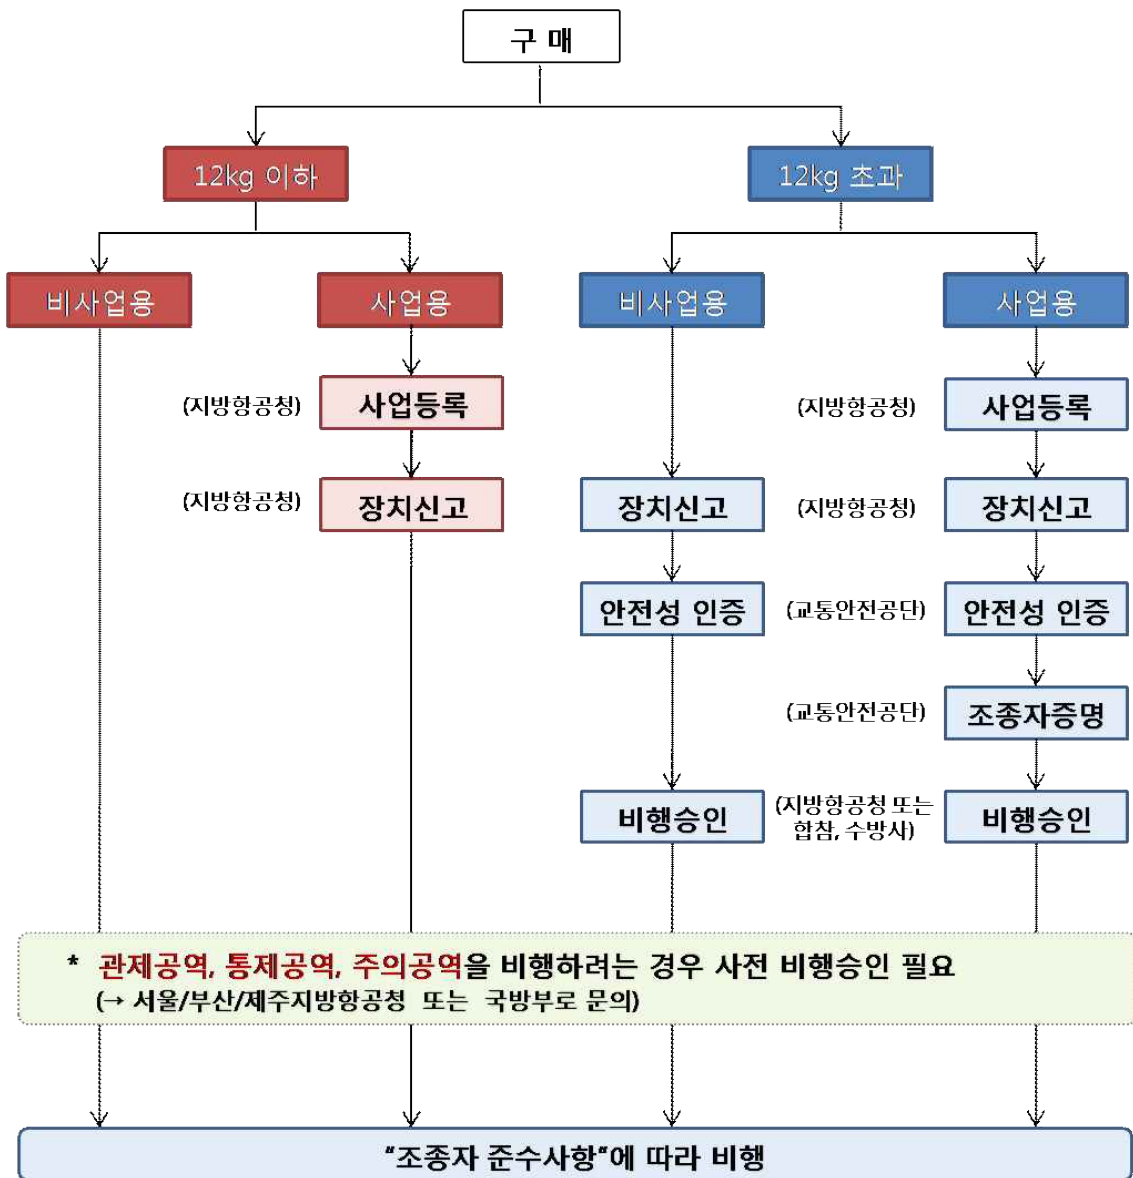 구 매
12kg 이하
12kg 초과
비사업용
사업용
비사업용
사업용
(지방항공청)
사업등록
(지방항공청)
사업등록
(지방항공청)
장치신고
장치신고
(지방항공청)
장치신고
안전성 인증
(교통안전공단)
안전성 인증
(교통안전공단)
조종자증명
비행승인
(지방항공청 또는
합참, 수방사)
비행승인
* 관제공역, 통제공역, 주의공역을 비행하려는 경우 사전 비행승인 필요
(→ 서울/부산/제주지방항공청 또는 국방부로 문의)
"조종자 준수사항"에 따라 비행